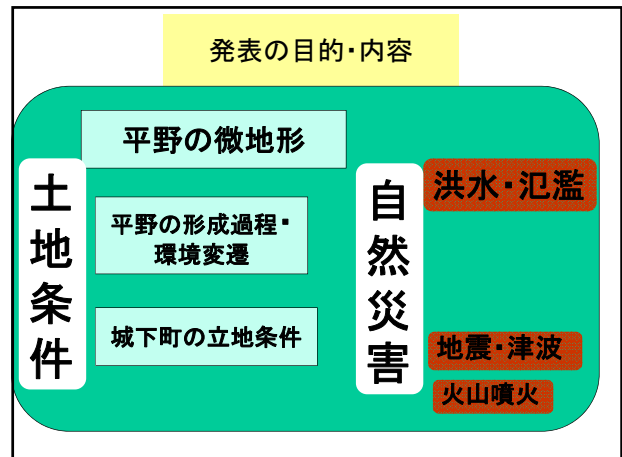 発表の目的・内容
平野の微地形
土地条件
平野の形成過程・
環境変遷
城下町の立地条件
自然災害
洪水・氾濫
地震・津波
火山噴火